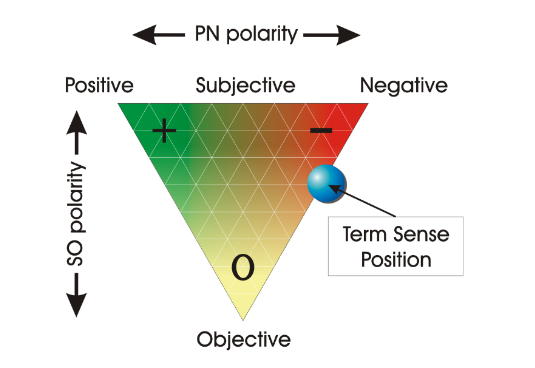 PN polarity
Positive Subjective Negative
+ −
SO polarity
Term Sense
Position
O
Objective